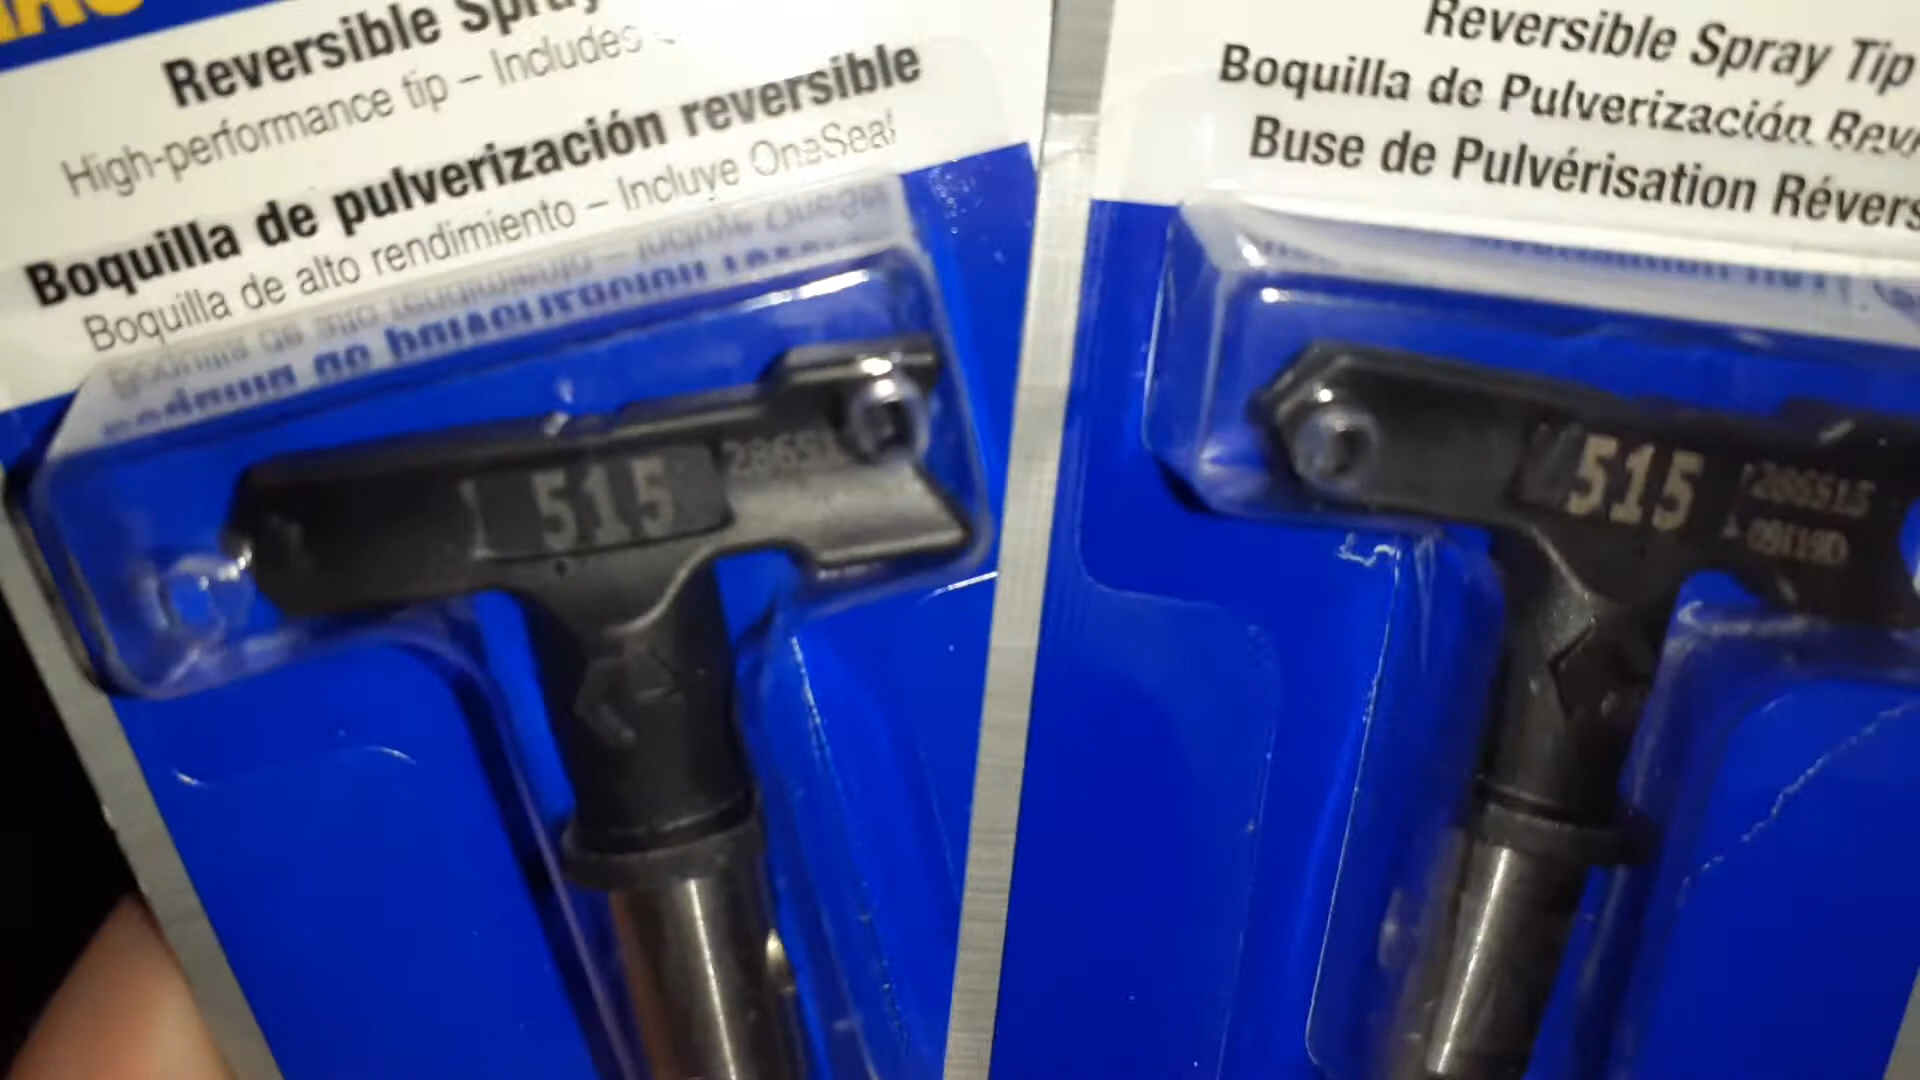 Reversible
High-performance tip – Includes
Boquilla de pulverización reversible
Boquilla de alto rendimiento – Incluye OneSeal
515
Reversible Spray Tip
Boquilla de Pulverización
Buse de Pulvérisation
515
286515